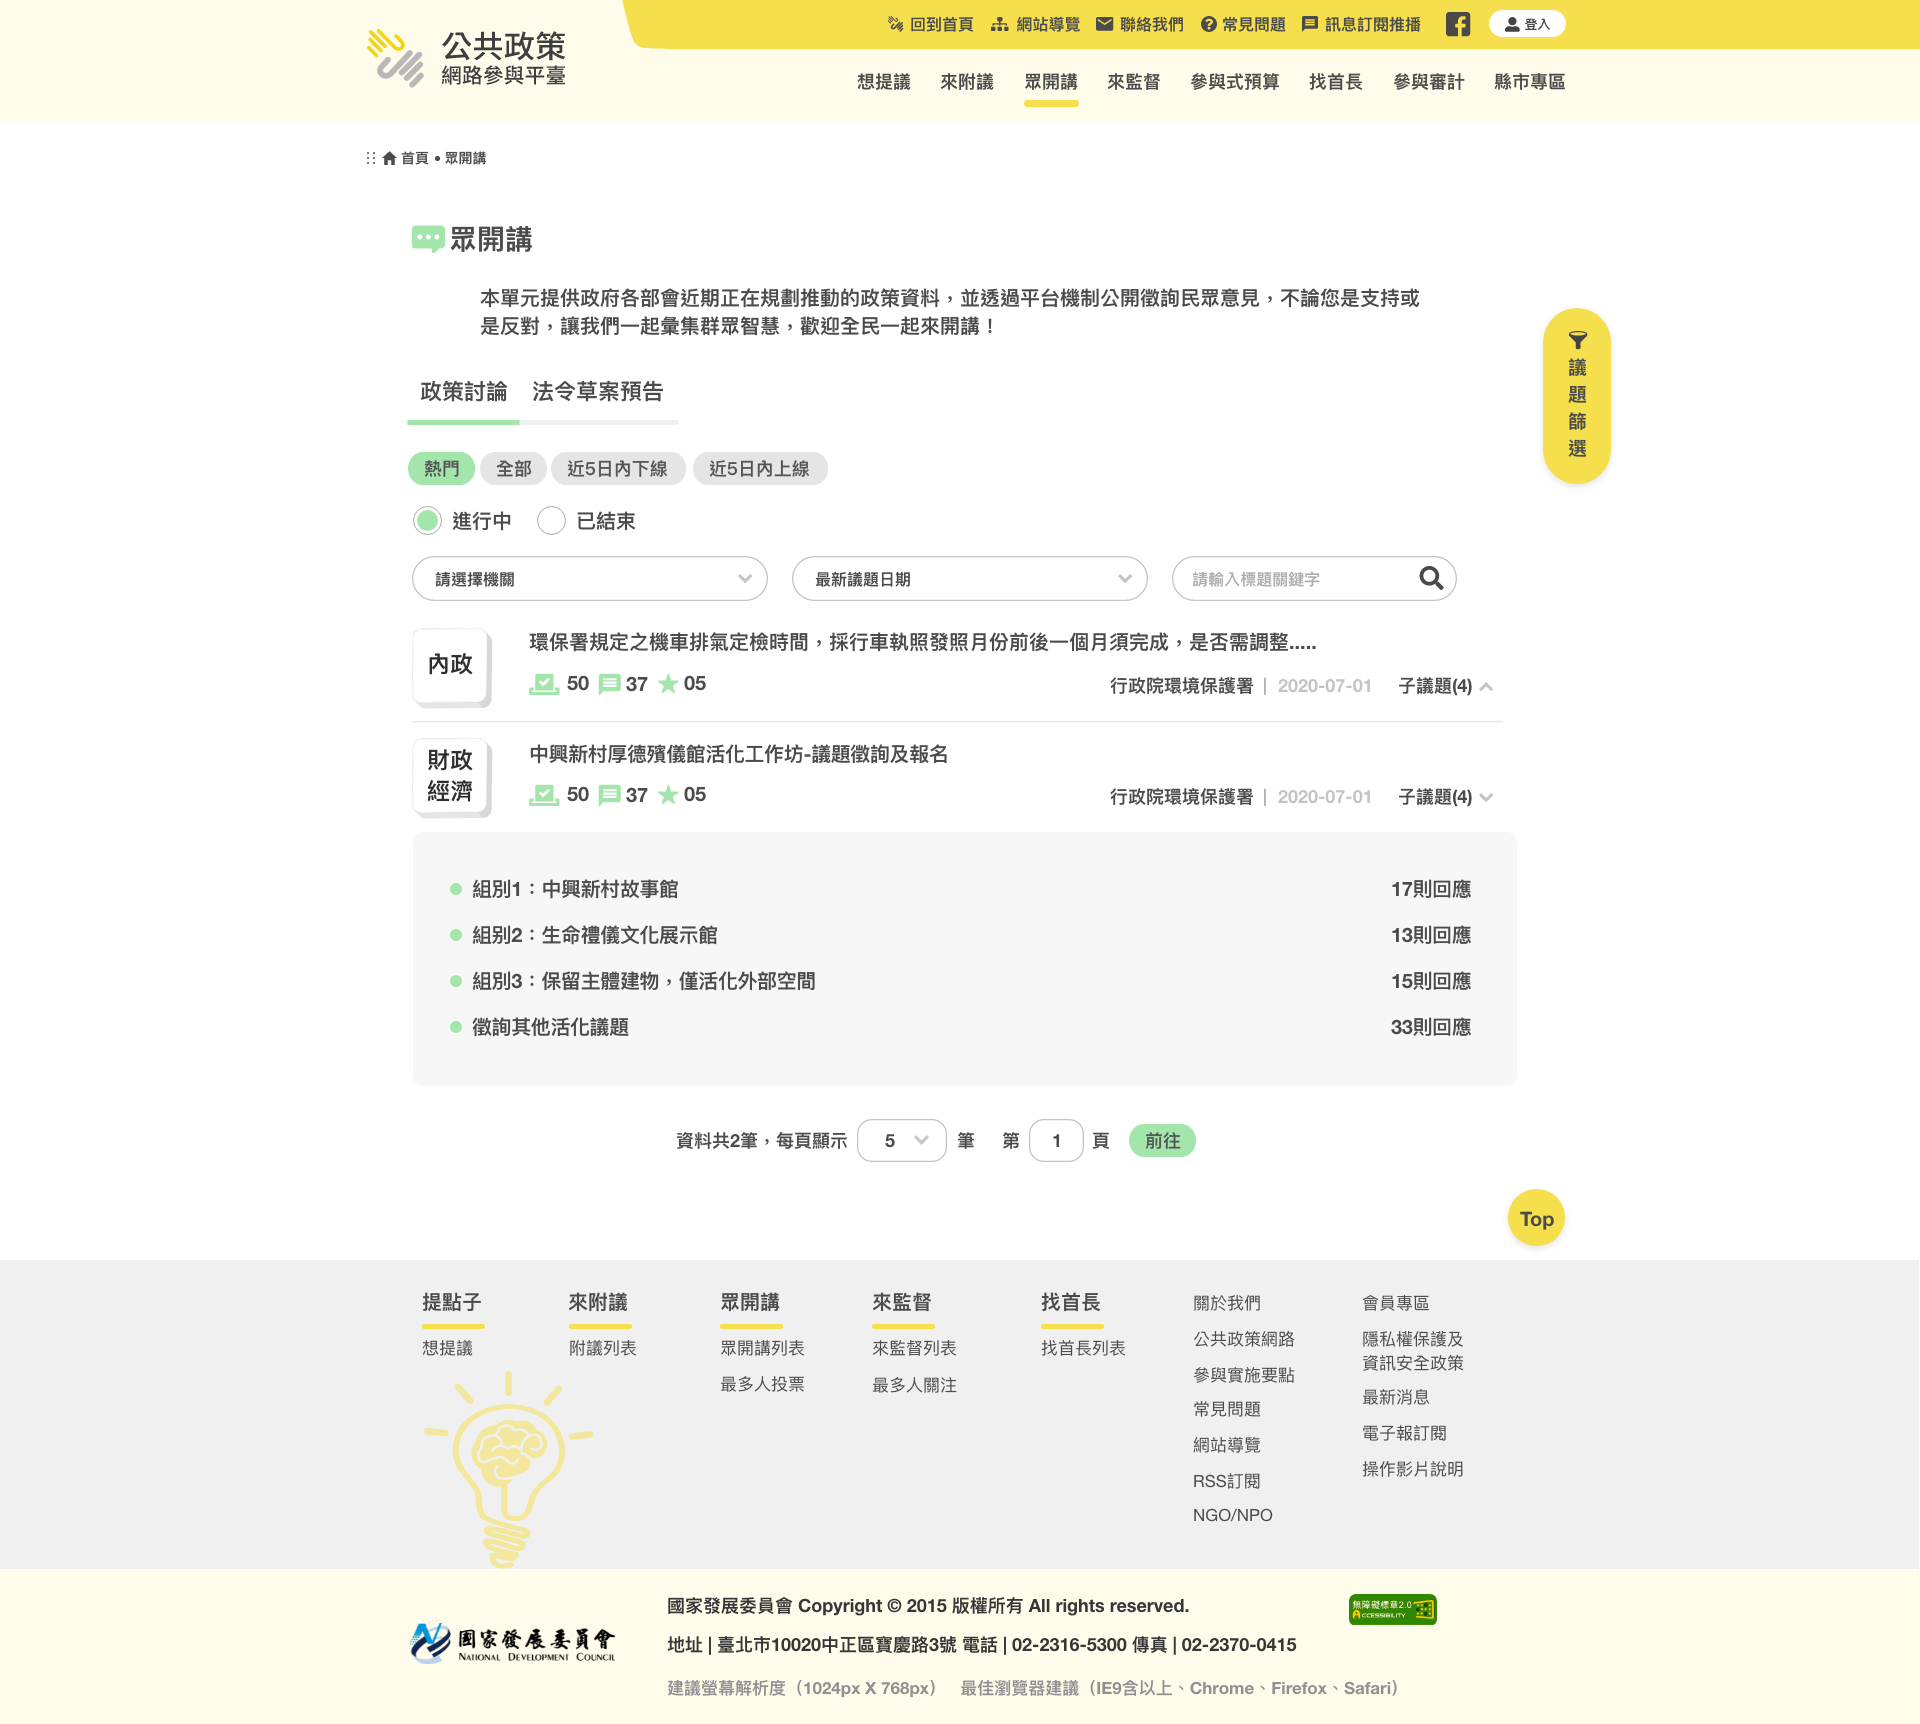 公共政策
網路參與平臺
回到首頁 網站導覽 聯絡我們 常見問題 訊息訂閱推播 登入
想提議 來附議 眾開講 來監督 參與式預算 找首長 參與審計 縣市專區
首頁 • 眾開講
眾開講
本單元提供政府各部會近期正在規劃推動的政策資料，並透過平台機制公開徵詢民眾意見，不論您是支持或
是反對，讓我們一起彙集群眾智慧，歡迎全民一起來開講！
議
題
篩
選
政策討論 法令草案預告
熱門 全部 近5日內下線 近5日內上線
進行中 已結束
請選擇機關 最新議題日期 請輸入標題關鍵字
內政
環保署規定之機車排氣定檢時間，採行車執照發照月份前後一個月須完成，是否需調整.....
50 37 05 行政院環境保護署 | 2020-07-01 子議題(4)
財政
經濟
中興新村厚德殯儀館活化工作坊-議題徵詢及報名
50 37 05 行政院環境保護署 | 2020-07-01 子議題(4)
組別1：中興新村故事館 17則回應
組別2：生命禮儀文化展示館 13則回應
組別3：保留主體建物，僅活化外部空間 15則回應
徵詢其他活化議題 33則回應
資料共2筆，每頁顯示 5 筆 第 1 頁 前往
Top
提點子 來附議 眾開講 來監督 找首長
想提議 附議列表 眾開講列表 來監督列表 找首長列表
最多人投票 最多人關注
關於我們
公共政策網路
參與實施要點
常見問題
網站導覽
RSS訂閱
NGO/NPO
會員專區
隱私權保護及
資訊安全政策
最新消息
電子報訂閱
操作影片說明
國家發展委員會
NATIONAL DEVELOPMENT COUNCIL
國家發展委員會 Copyright © 2015 版權所有 All rights reserved.
地址 | 臺北市10020中正區寶慶路3號 電話 | 02-2316-5300 傳真 | 02-2370-0415
建議螢幕解析度（1024px X 768px） 最佳瀏覽器建議（IE9含以上、Chrome、Firefox、Safari）
無障礙標章2.0
ACCESSIBILITY